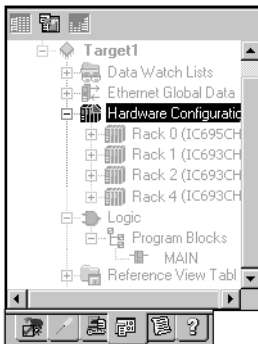 Target1
Data Watch Lists
Ethernet Global Data
Hardware Configuratio
Rack 0 (IC695CH
Rack 1 (IC693CH
Rack 2 (IC693CH
Rack 4 (IC693CH
Logic
Program Blocks
MAIN
Reference View Tabl